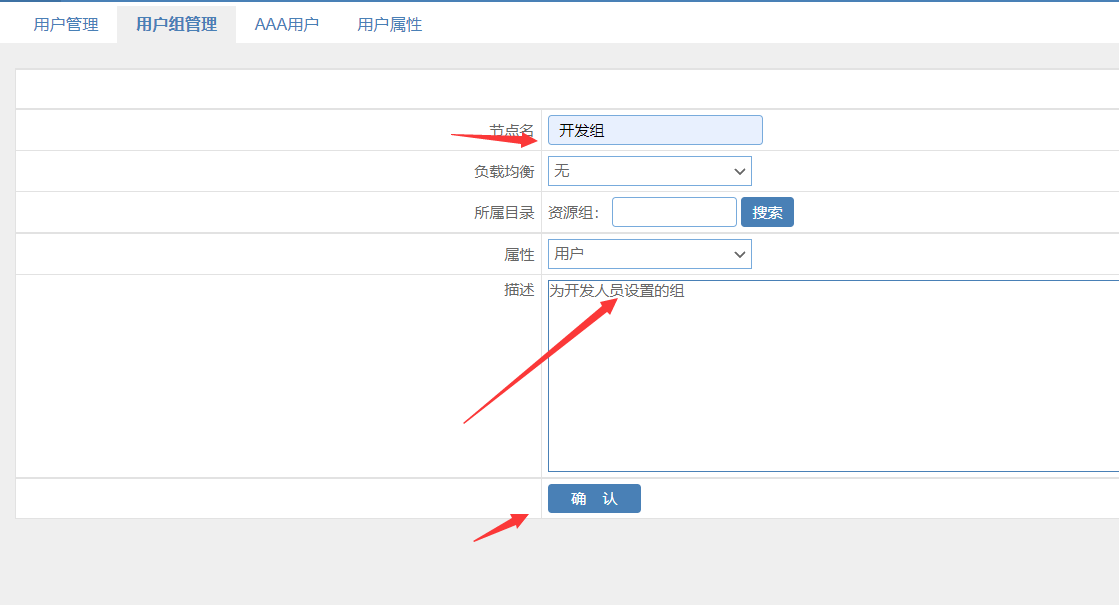 用户管理 用户组管理 AAA用户 用户属性
节点名 开发组
负载均衡 无
所属目录 资源组： 搜索
属性 用户
描述 为开发人员设置的组
确 认